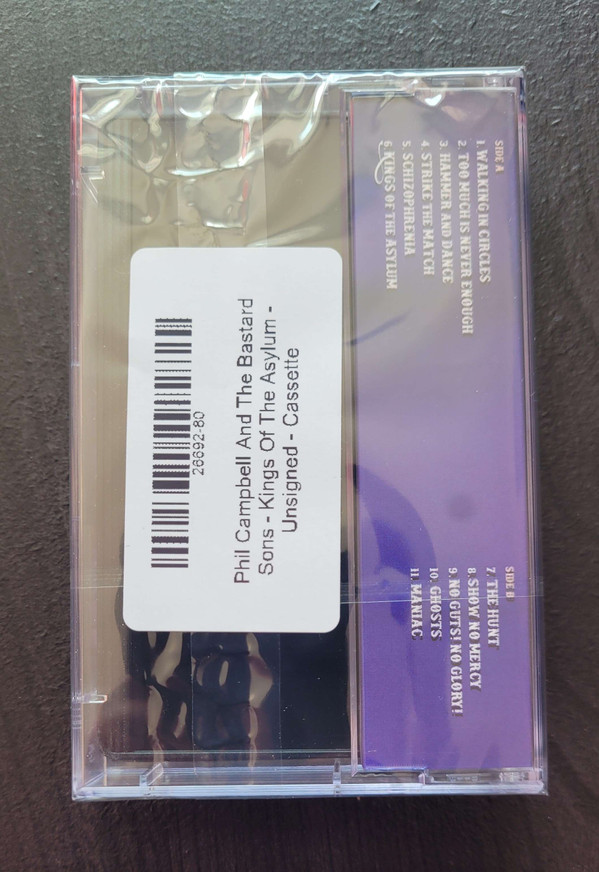 SIDE A
1. WALKING IN CIRCLES
2. TOO MUCH IS NEVER ENOUGH
3. HAMMER AND DANCE
4. STRIKE THE MATCH
5. SCHIZOPHRENIA
6. KINGS OF THE ASYLUM
SIDE B
7. THE HUNT
8. SHOW NO MERCY
9. NO GUTS! NO GLORY!
10. GHOSTS
11. MANIAC
26692-80
Phil Campbell And The Bastard
Sons - Kings Of The Asylum -
Unsigned - Cassette